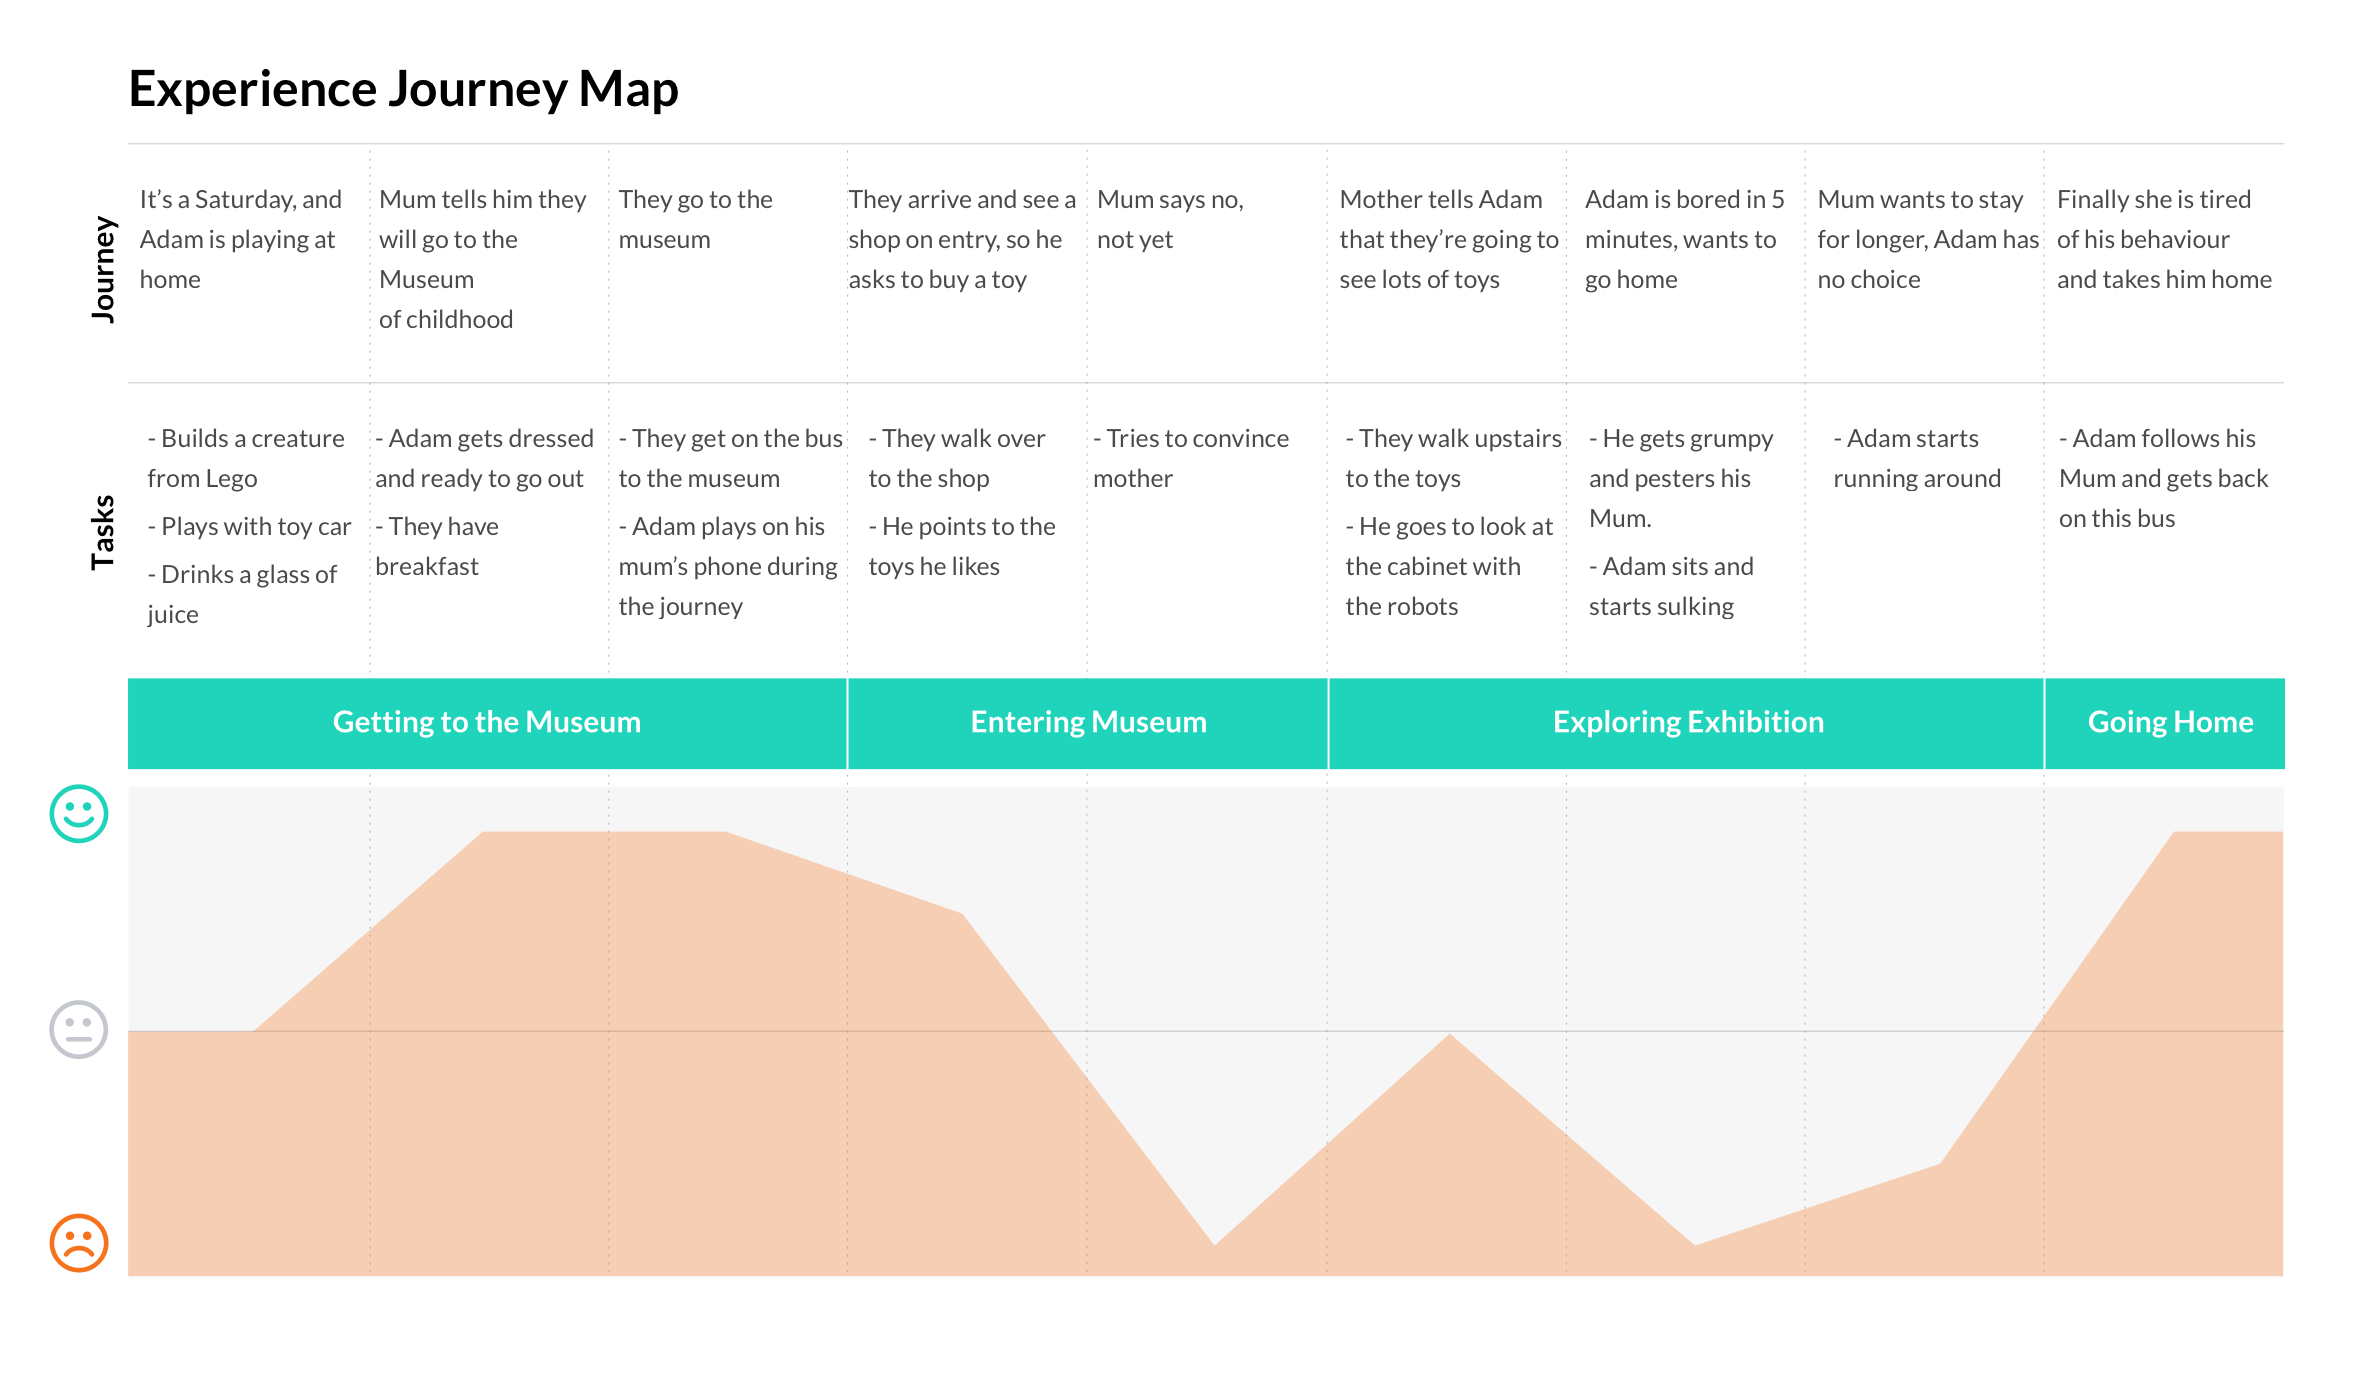 Experience Journey Map
Journey
It’s a Saturday, and
Adam is playing at
home
Mum tells him they
will go to the
Museum
of childhood
They go to the
museum
They arrive and see a
shop on entry, so he
asks to buy a toy
Mum says no,
not yet
Mother tells Adam
that they’re going to
see lots of toys
Adam is bored in 5
minutes, wants to
go home
Mum wants to stay
for longer, Adam has
no choice
Finally she is tired
of his behaviour
and takes him home
Tasks
- Builds a creature
from Lego
- Plays with toy car
- Drinks a glass of
juice
- Adam gets dressed
and ready to go out
- They have
breakfast
- They get on the bus
to the museum
- Adam plays on his
mum’s phone during
the journey
- They walk over
to the shop
- He points to the
toys he likes
- Tries to convince
mother
- They walk upstairs
to the toys
- He goes to look at
the cabinet with
the robots
- He gets grumpy
and pesters his
Mum.
- Adam sits and
starts sulking
- Adam starts
running around
- Adam follows his
Mum and gets back
on this bus
Getting to the Museum
Entering Museum
Exploring Exhibition
Going Home